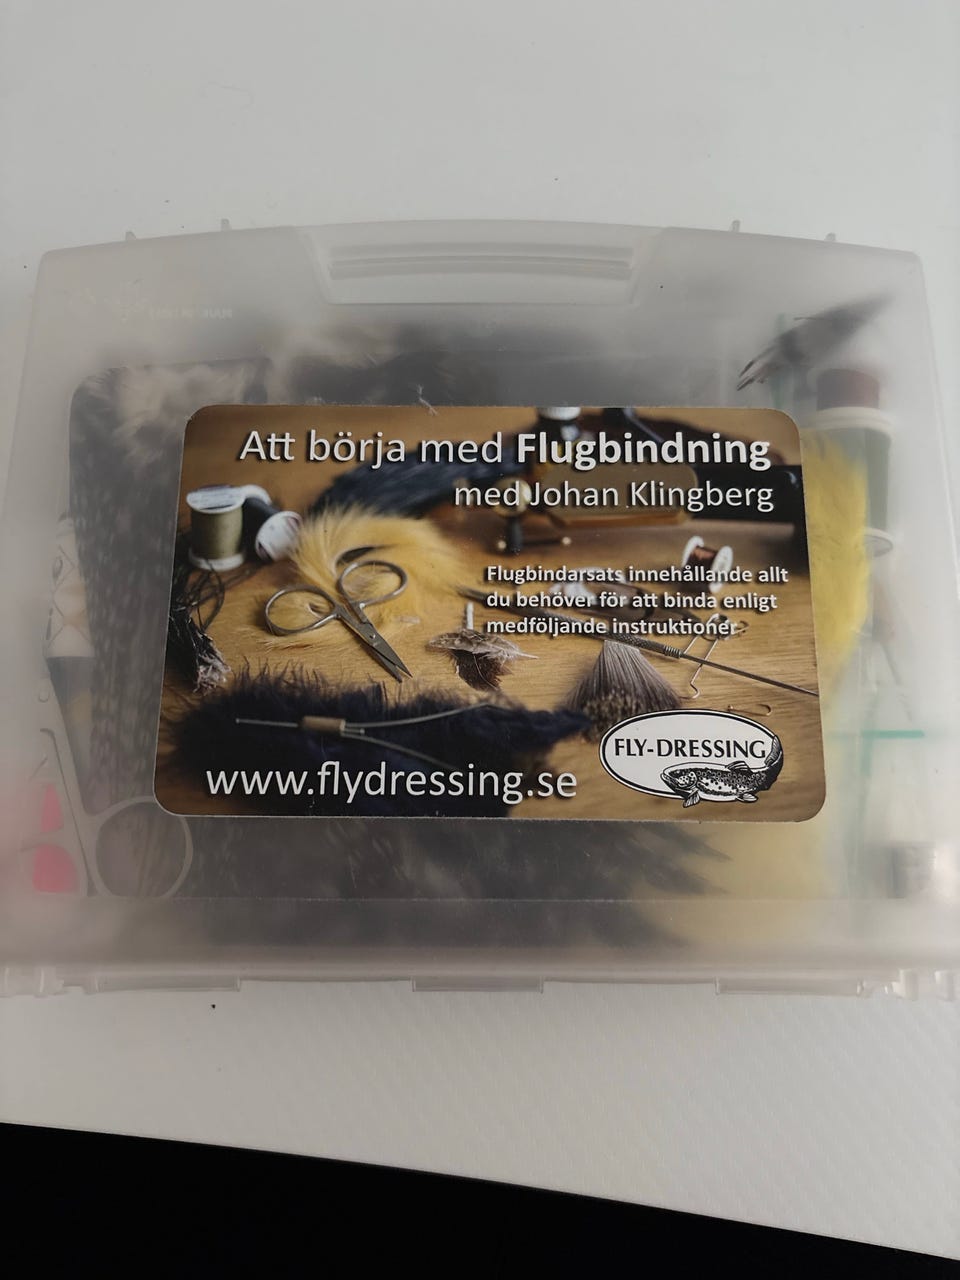 Att börja med Flugbindning
med Johan Klingberg
Flugbindarsats innehållande allt
du behöver för att binda enligt
medföljande instruktioner
FLY-DRESSING
www.flydressing.se